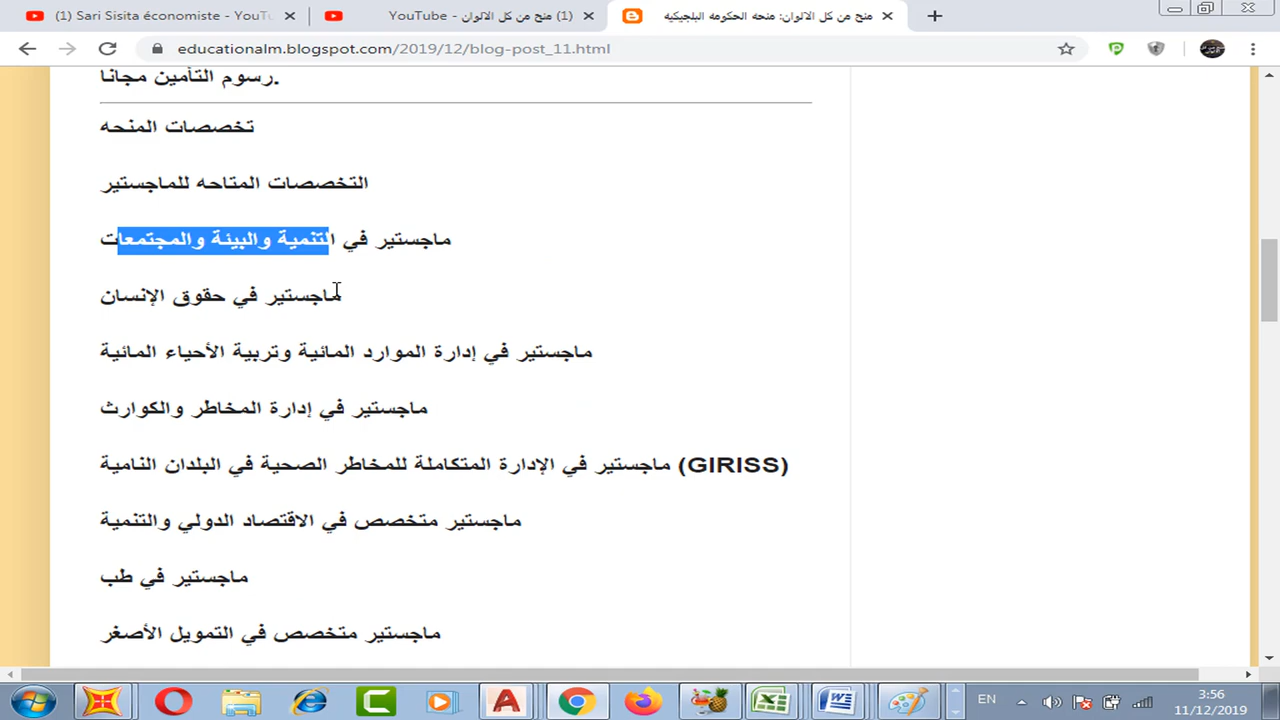 (1) Sari Sisita économiste - YouTu
(1) منح من كل الالوان - YouTube
منح من كل الالوان: منحه الحكومه البلجيكيه
educationalm.blogspot.com/2019/12/blog-post_11.html
رسوم التأمين مجانا.
تخصصات المنحه
التخصصات المتاحه للماجستير
ماجستير في التنمية والبيئة والمجتمعات
ماجستير في حقوق الإنسان
ماجستير في إدارة الموارد المائية وتربية الأحياء المائية
ماجستير في إدارة المخاطر والكوارث
ماجستير في الإدارة المتكاملة للمخاطر الصحية في البلدان النامية (GIRISS)
ماجستير متخصص في الاقتصاد الدولي والتنمية
ماجستير في طب
ماجستير متخصص في التمويل الأصغر
EN
3:56
11/12/2019